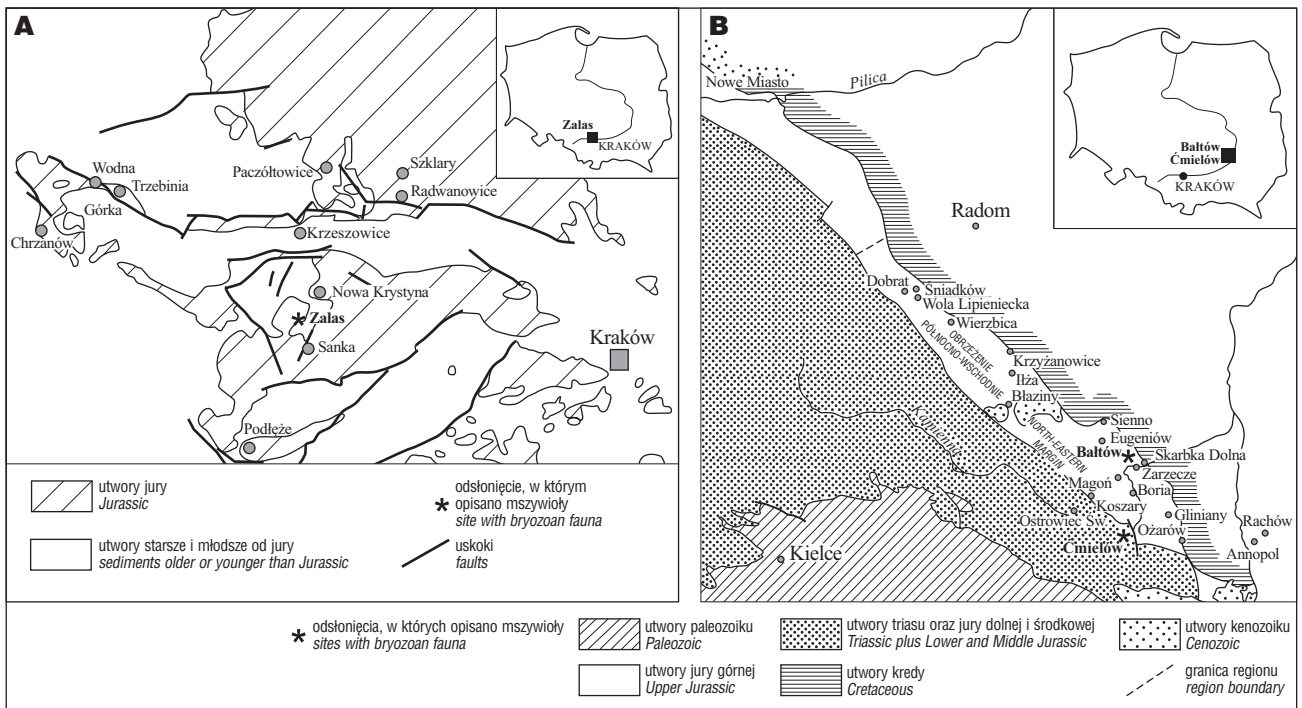 A
Zalas
KRAKÓW
Wodna
Trzebinia
Górka
Chrzanów
Paczółtowice
Szklary
Radwanowice
Krzeszowice
Nowa Krystyna
Zalas
Sanka
Kraków
Podłęże
utwory jury
Jurassic
utwory starsze i młodsze od jury
sediments older or younger than Jurassic
odsłonięcie, w którym
opisano mszywioły
site with bryozoan fauna
uskoki
faults
B
Nowe Miasto
Pilica
Bałtów
Ćmielów
KRAKÓW
Radom
Dobrat
Śniadków
Wola Lipieniecka
Wierzbica
OBRZEŻENIE
PÓŁNOCNO-WSCHODNIE
Krzyżanowice
Iłża
Błaziny
Kamienna
NORTH-EASTERN
MARGIN
Sienno
Eugeniów
Bałtów
Skarbka Dolna
Zarzecze
Magoń
Boria
Koszary
Ostrowiec Św.
Gliniany
Ożarów
Rachów
Ćmielów
Annopol
Kielce
odsłonięcia, w których opisano mszywioły
sites with bryozoan fauna
utwory paleozoiku
Paleozoic
utwory jury górnej
Upper Jurassic
utwory triasu oraz jury dolnej i środkowej
Triassic plus Lower and Middle Jurassic
utwory kredy
Cretaceous
utwory kenozoiku
Cenozoic
granica regionu
region boundary